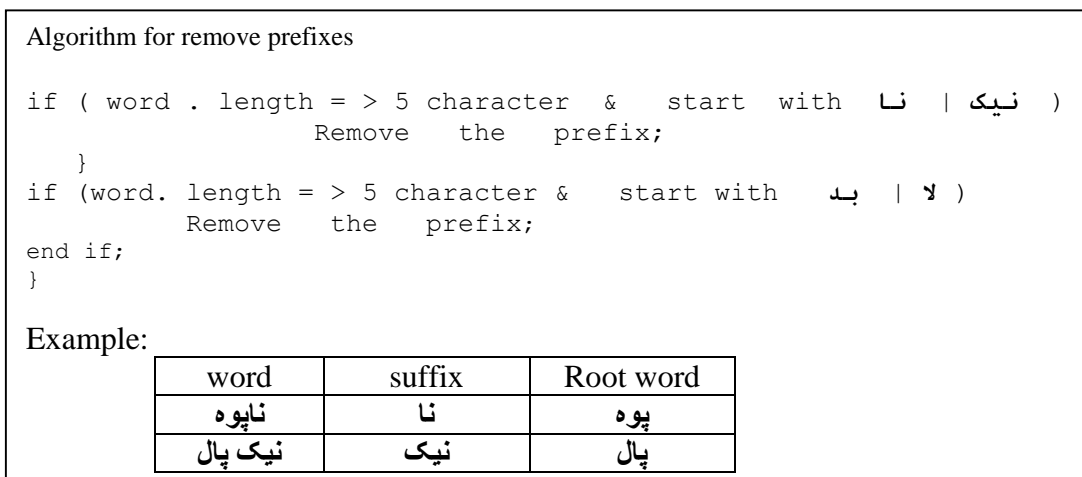 Algorithm for remove prefixes
if ( word . length = > 5 character & start with نا | نیک )
Remove the prefix;
}
if (word. length = > 5 character & start with بد | لا )
Remove the prefix;
end if;
}
Example:
word suffix Root word
ناپوه نا پوه
نیک پال نیک پال